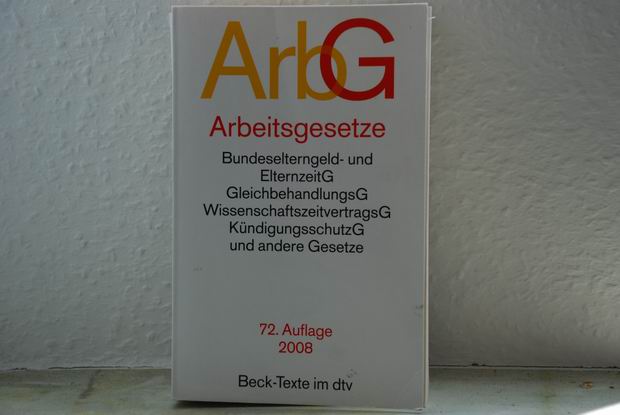 ArbG
Arbeitsgesetze
Bundeselterngeld- und
ElternzeitG
GleichbehandlungsG
WissenschaftszeitvertragsG
KündigungsschutzG
und andere Gesetze
72. Auflage
2008
Beck-Texte im dtv